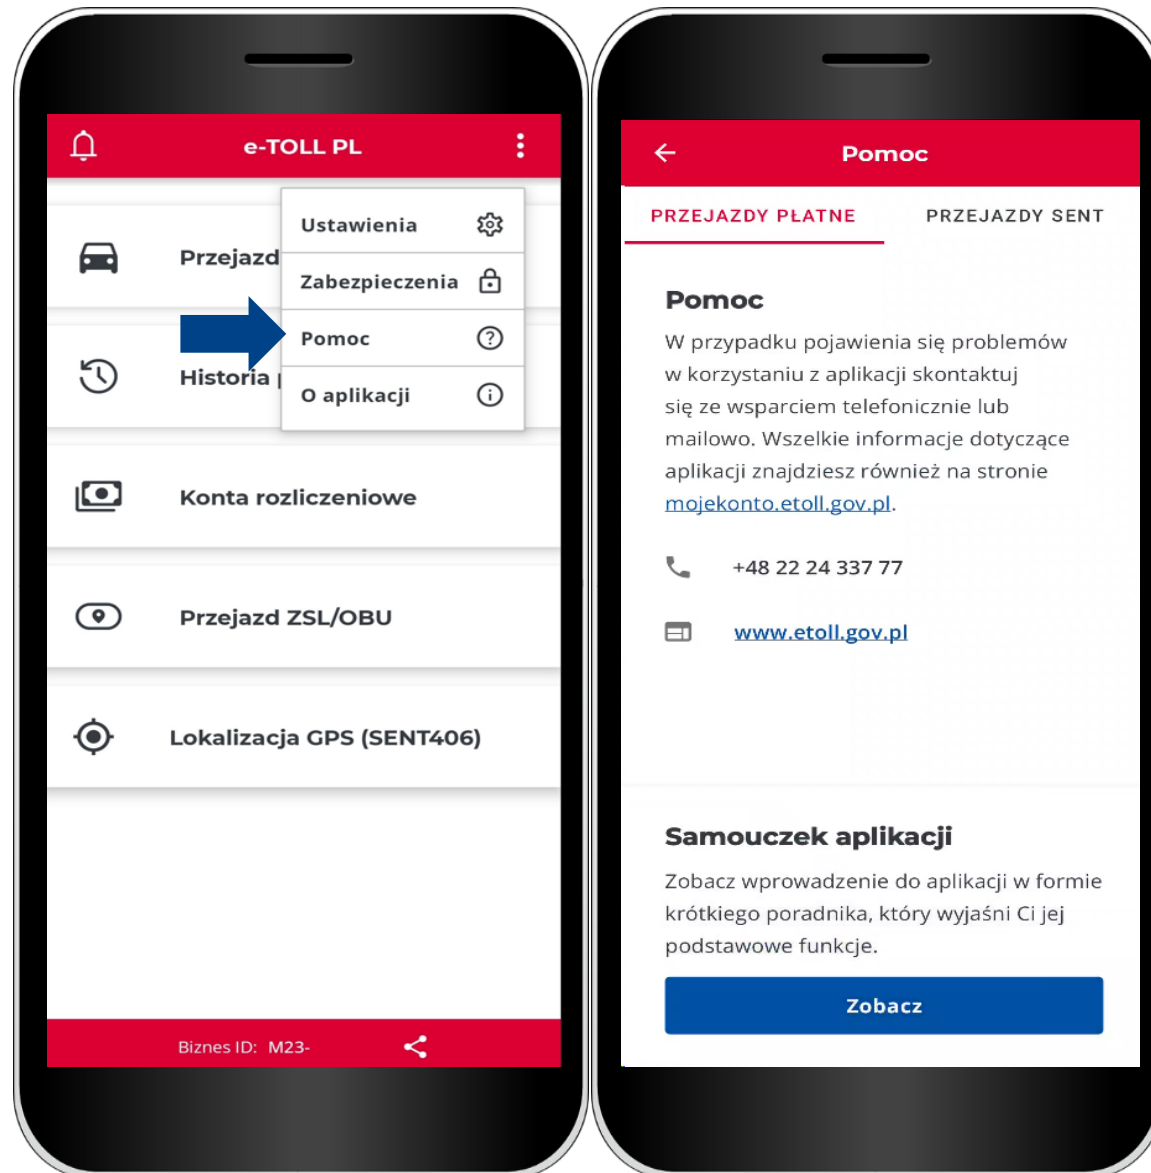 e-TOLL PL
Ustawienia
Przejazd
Zabezpieczenia
Pomoc
Historia
O aplikacji
Konta rozliczeniowe
Przejazd ZSL/OBU
Lokalizacja GPS (SENT406)
Biznes ID: M23-
Pomoc
PRZEJAZDY PŁATNE PRZEJAZDY SENT
Pomoc
W przypadku pojawienia się problemów
w korzystaniu z aplikacji skontaktuj
się ze wsparciem telefonicznie lub
mailowo. Wszelkie informacje dotyczące
aplikacji znajdziesz również na stronie
mojekonto.etoll.gov.pl.
+48 22 24 337 77
www.etoll.gov.pl
Samouczek aplikacji
Zobacz wprowadzenie do aplikacji w formie
krótkiego poradnika, który wyjaśni Ci jej
podstawowe funkcje.
Zobacz